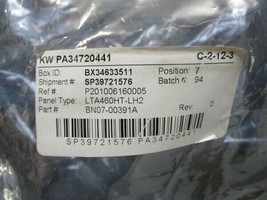 KW PA34720441 C-2-12-3
Box ID: BX34633511 Position: 7
Shipment #: SP39721576 Batch #: 94
Ref #: P201006160005
Panel Type: LTA460HT-LH2
Part #: BN07-00391A Rev: 0
SP39721576 PA34720441